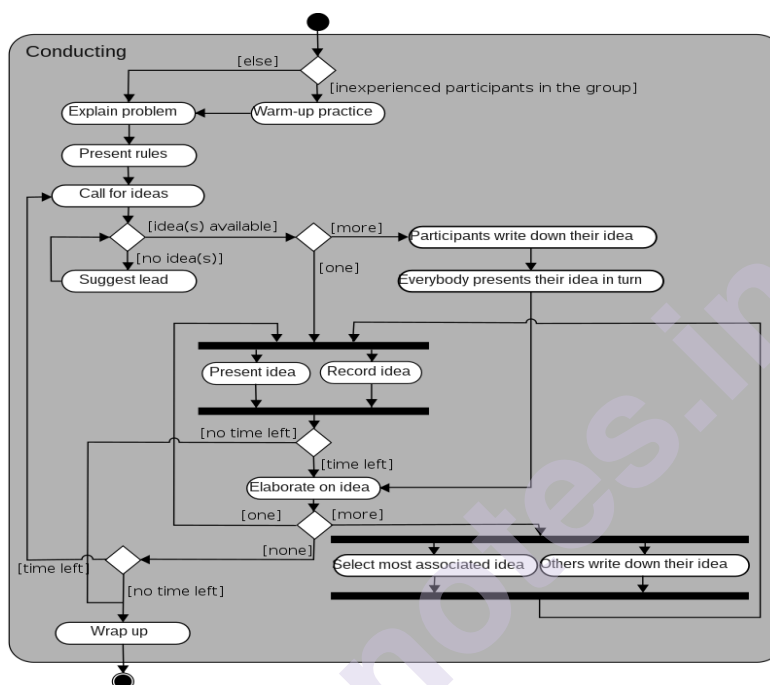 Conducting
[else]
[inexperienced participants in the group]
Explain problem
Warm-up practice
Present rules
Call for ideas
[idea(s) available]
[more]
Participants write down their idea
[no idea(s)]
[one]
Suggest lead
Everybody presents their idea in turn
Present idea
Record idea
[no time left]
[time left]
Elaborate on idea
[one]
[more]
[none]
[time left]
Select most associated idea
Others write down their idea
[no time left]
Wrap up
notes.in